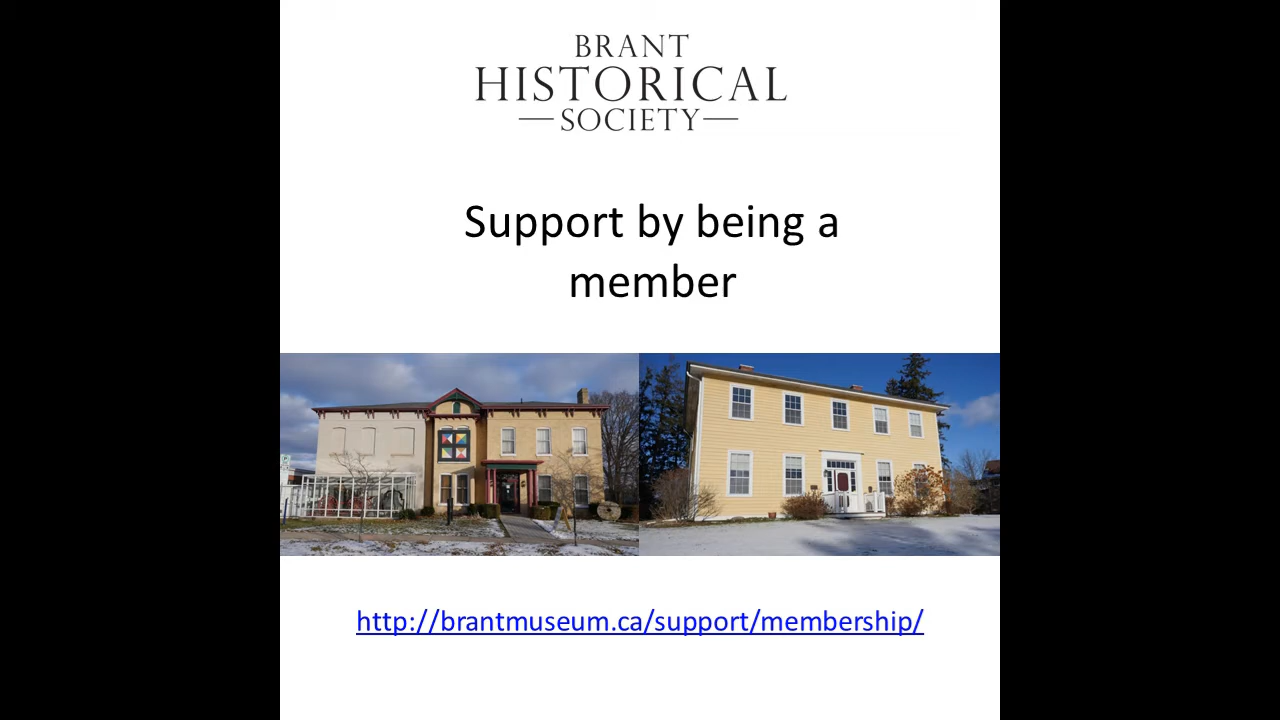 BRANT
HISTORICAL
SOCIETY
Support by being a
member
http://brantmuseum.ca/support/membership/